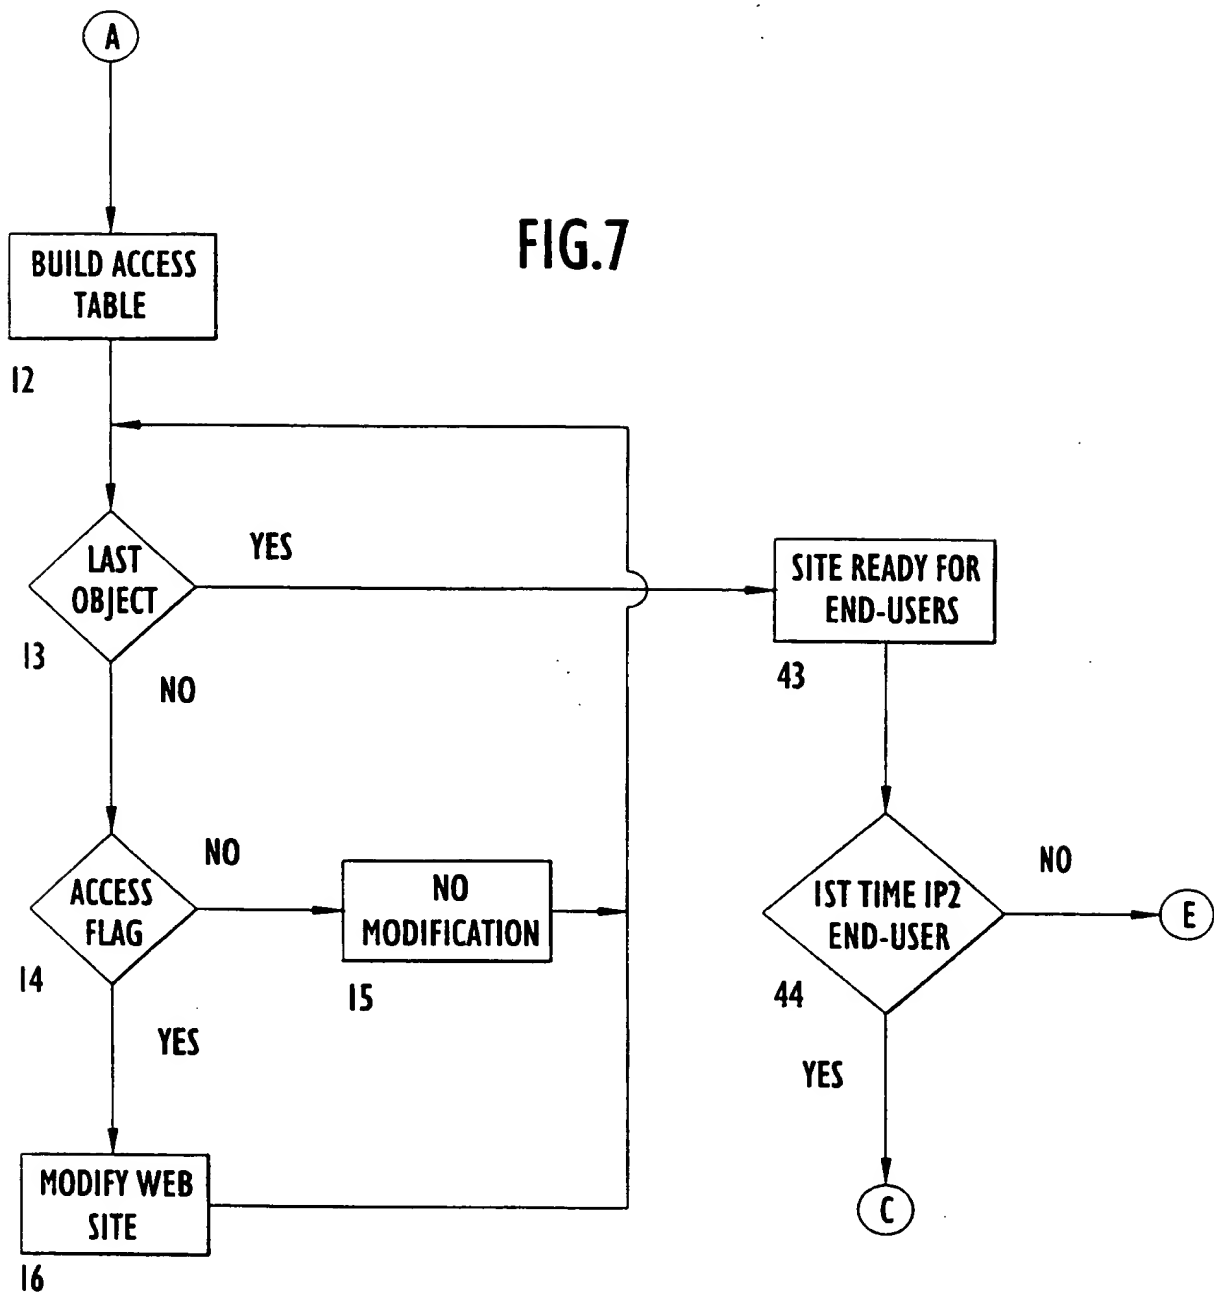 A
FIG.7
BUILD ACCESS
TABLE
12
LAST
OBJECT
13
YES
NO
SITE READY FOR
END-USERS
43
ACCESS
FLAG
14
NO
YES
NO
MODIFICATION
15
1ST TIME IP2
END-USER
44
NO
E
YES
C
MODIFY WEB
SITE
16